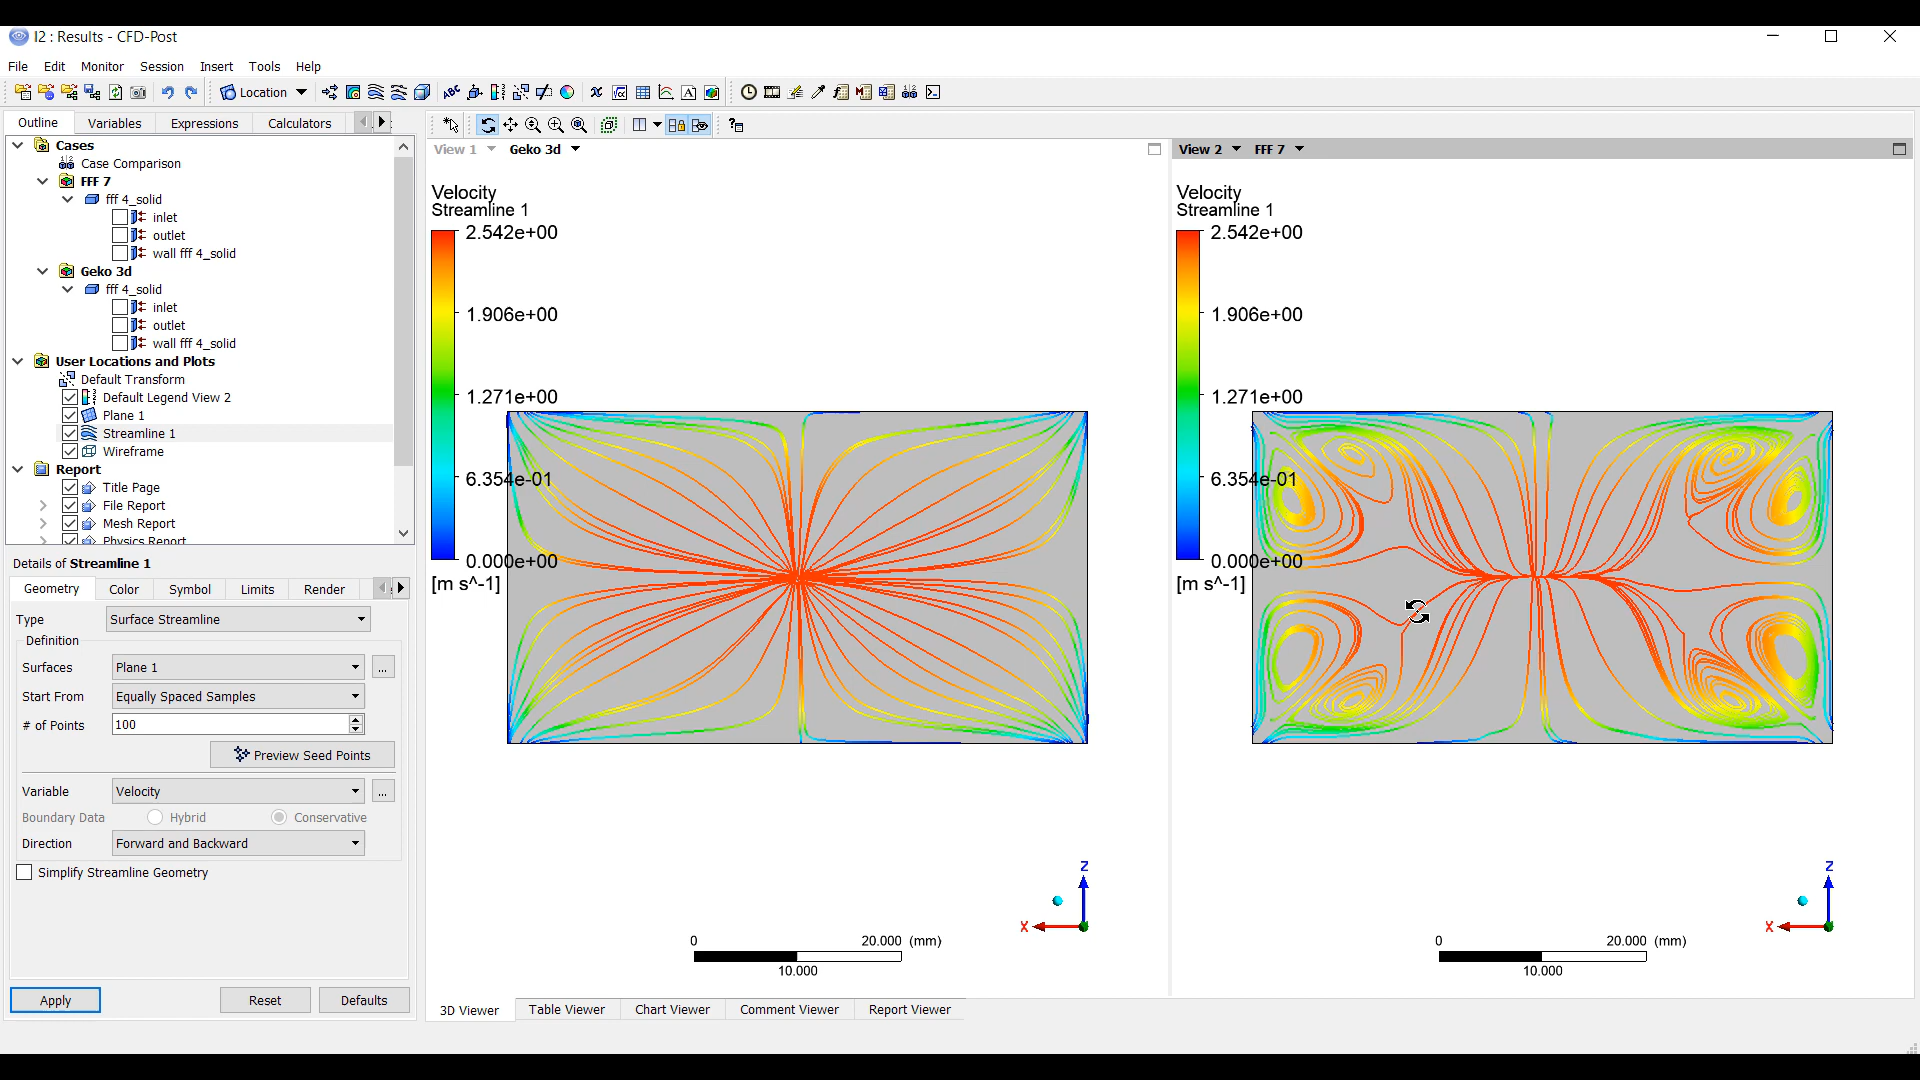 I2 : Results - CFD-Post
File Edit Monitor Session Insert Tools Help
Location
Outline Variables Expressions Calculators
Cases
Case Comparison
FFF 7
fff 4_solid
inlet
outlet
wall fff 4_solid
Geko 3d
fff 4_solid
inlet
outlet
wall fff 4_solid
User Locations and Plots
Default Transform
Default Legend View 2
Plane 1
Streamline 1
Wireframe
Report
Title Page
File Report
Mesh Report
Physics Report
Details of Streamline 1
Geometry Color Symbol Limits Render
Type Surface Streamline
Definition
Surfaces Plane 1 ...
Start From Equally Spaced Samples
# of Points 100
Preview Seed Points
Variable Velocity ...
Boundary Data Hybrid Conservative
Direction Forward and Backward
Simplify Streamline Geometry
Apply Reset Defaults
View 1 Geko 3d
Velocity
Streamline 1
2.542e+00
1.906e+00
1.271e+00
6.354e-01
0.000e+00
[m s^-1]
Z
X
0 20.000 (mm)
10.000
View 2 FFF 7
Velocity
Streamline 1
2.542e+00
1.906e+00
1.271e+00
6.354e-01
0.000e+00
[m s^-1]
Z
X
0 20.000 (mm)
10.000
3D Viewer Table Viewer Chart Viewer Comment Viewer Report Viewer